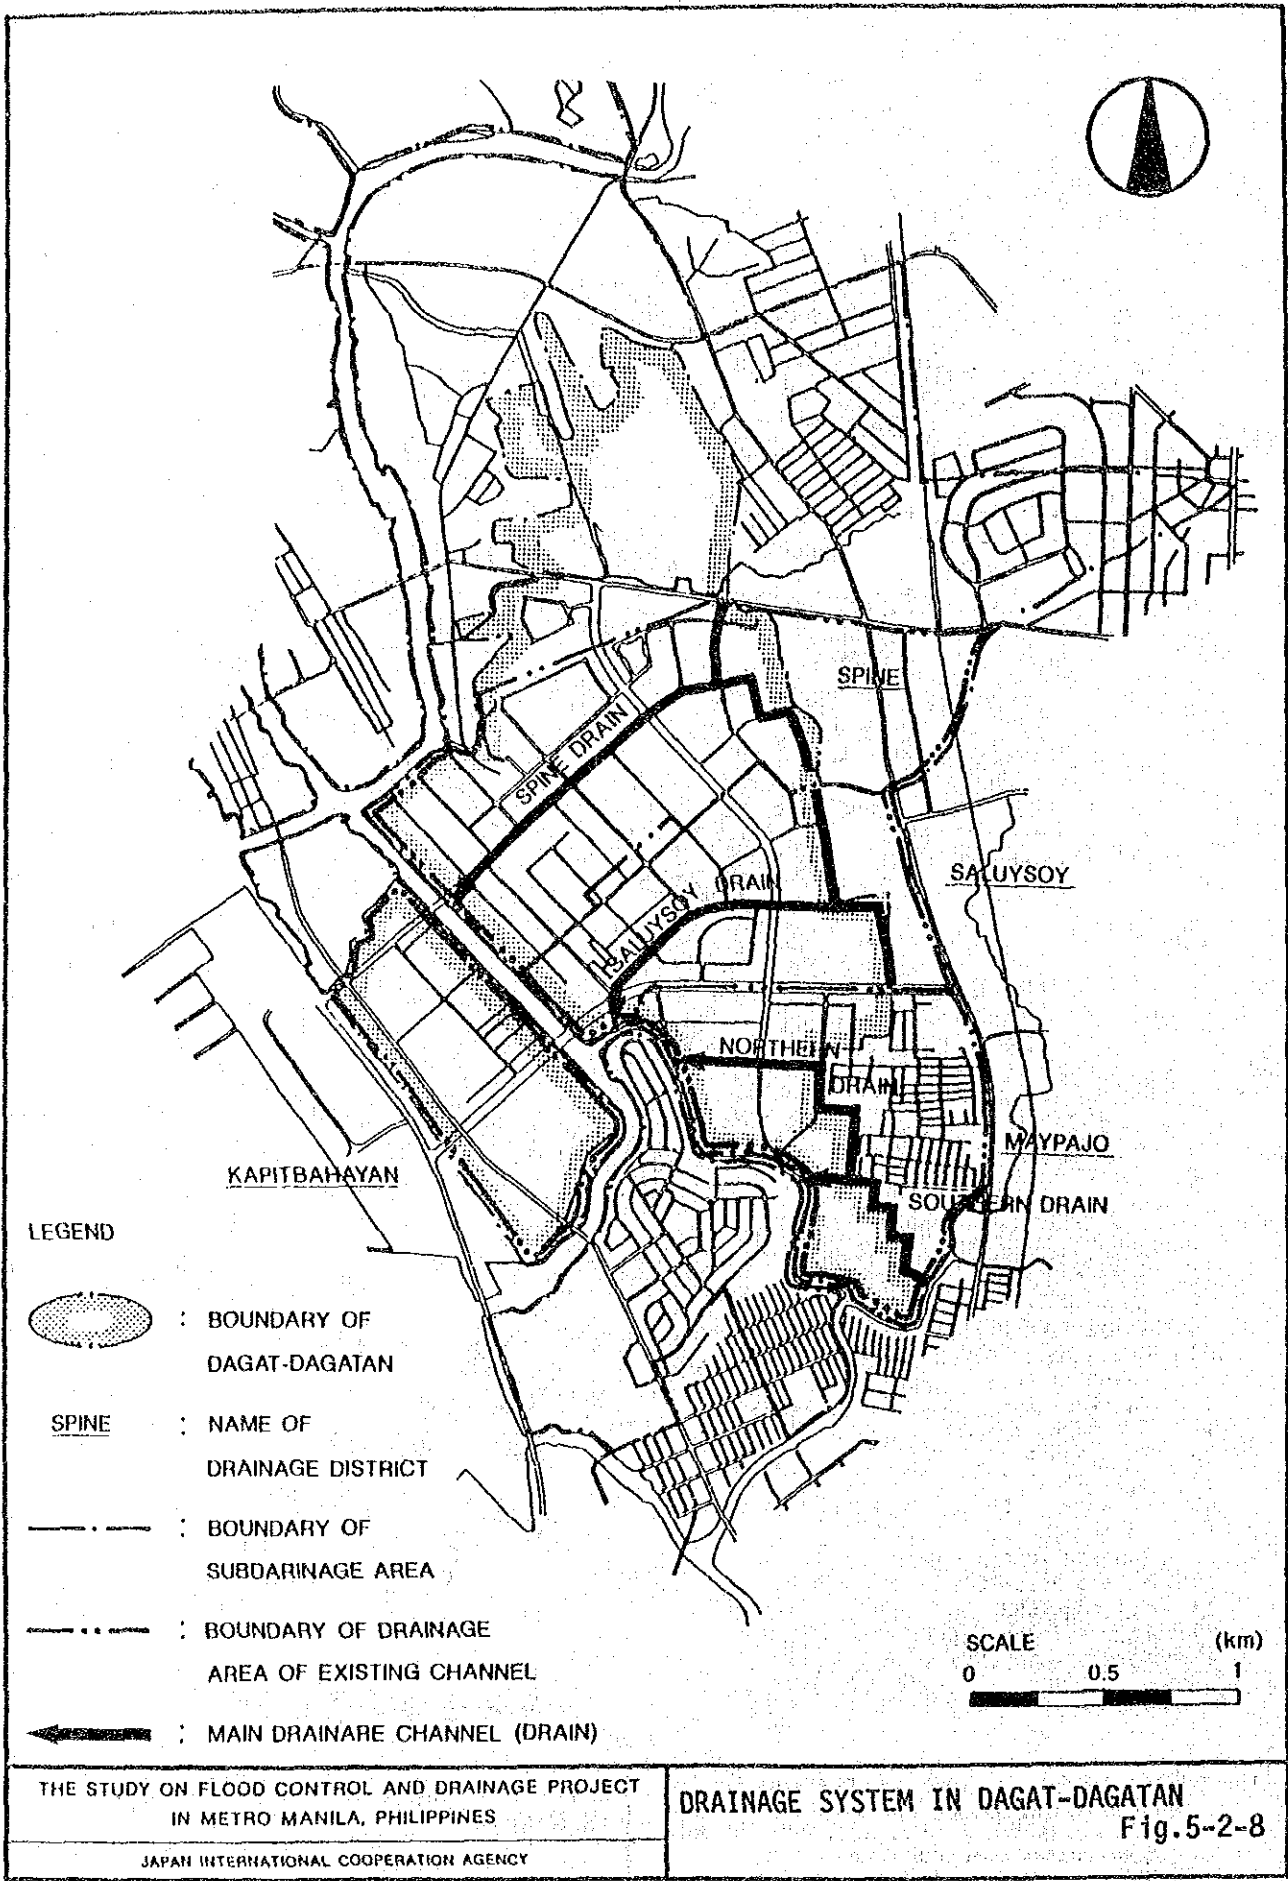 SPINE
SPINE DRAIN
SALUYSOY
SALUYSOY DRAIN
NORTHERN
DRAIN
MAYPAJO
KAPITBAHAYAN
SOUTHERN DRAIN
LEGEND
: BOUNDARY OF
DAGAT-DAGATAN
SPINE : NAME OF
DRAINAGE DISTRICT
: BOUNDARY OF
SUBDARINAGE AREA
: BOUNDARY OF DRAINAGE
AREA OF EXISTING CHANNEL
: MAIN DRAINARE CHANNEL (DRAIN)
SCALE (km)
0 0.5 1
THE STUDY ON FLOOD CONTROL AND DRAINAGE PROJECT
IN METRO MANILA, PHILIPPINES
JAPAN INTERNATIONAL COOPERATION AGENCY
DRAINAGE SYSTEM IN DAGAT-DAGATAN
Fig.5-2-8